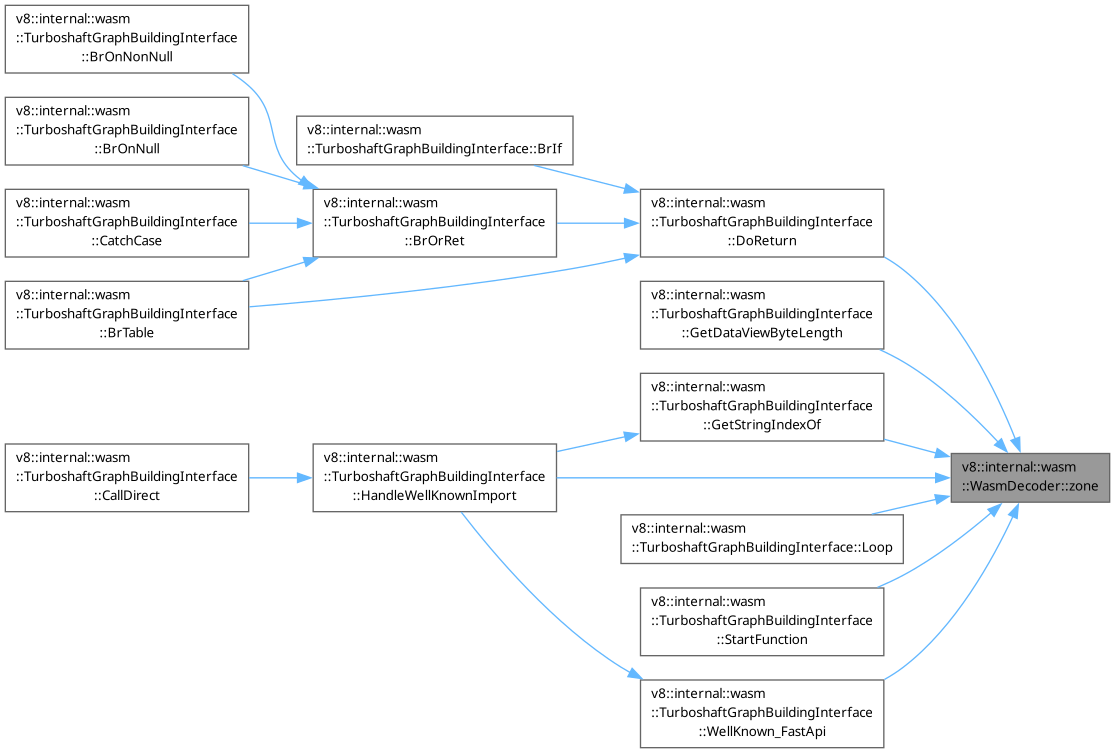 v8::internal::wasm
::TurboshaftGraphBuildingInterface
::BrOnNonNull
v8::internal::wasm
::TurboshaftGraphBuildingInterface
::BrOnNull
v8::internal::wasm
::TurboshaftGraphBuildingInterface
::CatchCase
v8::internal::wasm
::TurboshaftGraphBuildingInterface
::BrTable
v8::internal::wasm
::TurboshaftGraphBuildingInterface
::CallDirect
v8::internal::wasm
::TurboshaftGraphBuildingInterface::BrIf
v8::internal::wasm
::TurboshaftGraphBuildingInterface
::BrOrRet
v8::internal::wasm
::TurboshaftGraphBuildingInterface
::HandleWellKnownImport
v8::internal::wasm
::TurboshaftGraphBuildingInterface
::DoReturn
v8::internal::wasm
::TurboshaftGraphBuildingInterface
::GetDataViewByteLength
v8::internal::wasm
::TurboshaftGraphBuildingInterface
::GetStringIndexOf
v8::internal::wasm
::TurboshaftGraphBuildingInterface::Loop
v8::internal::wasm
::TurboshaftGraphBuildingInterface
::StartFunction
v8::internal::wasm
::TurboshaftGraphBuildingInterface
::WellKnown_FastApi
v8::internal::wasm
::WasmDecoder::zone